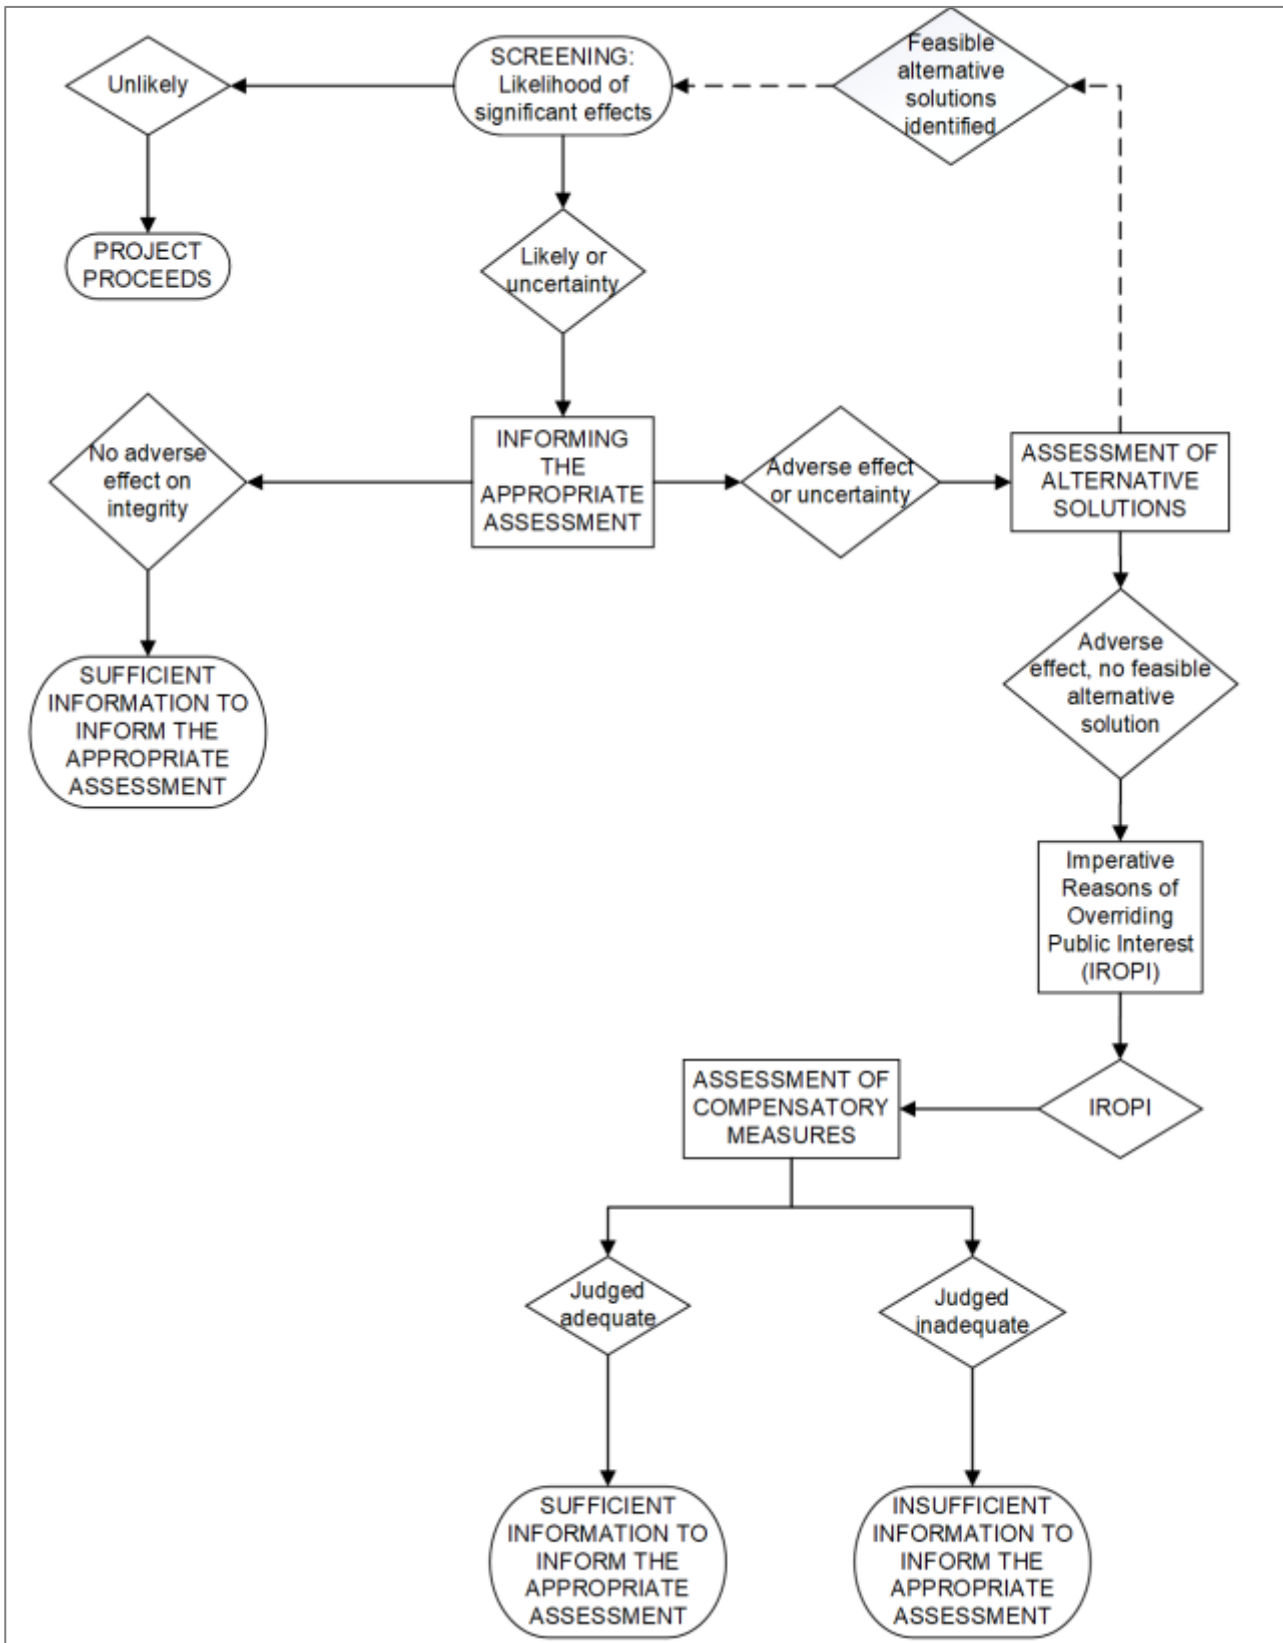 Unlikely
SCREENING:
Likelihood of
significant effects
Feasible
alternative
solutions
identified
PROJECT
PROCEEDS
Likely or
uncertainty
No adverse
effect on
integrity
INFORMING
THE
APPROPRIATE
ASSESSMENT
Adverse effect
or uncertainty
ASSESSMENT OF
ALTERNATIVE
SOLUTIONS
SUFFICIENT
INFORMATION TO
INFORM THE
APPROPRIATE
ASSESSMENT
Adverse
effect, no feasible
alternative
solution
Imperative
Reasons of
Overriding
Public Interest
(IROPI)
ASSESSMENT OF
COMPENSATORY
MEASURES
IROPI
Judged
adequate
Judged
inadequate
SUFFICIENT
INFORMATION TO
INFORM THE
APPROPRIATE
ASSESSMENT
INSUFFICIENT
INFORMATION TO
INFORM THE
APPROPRIATE
ASSESSMENT